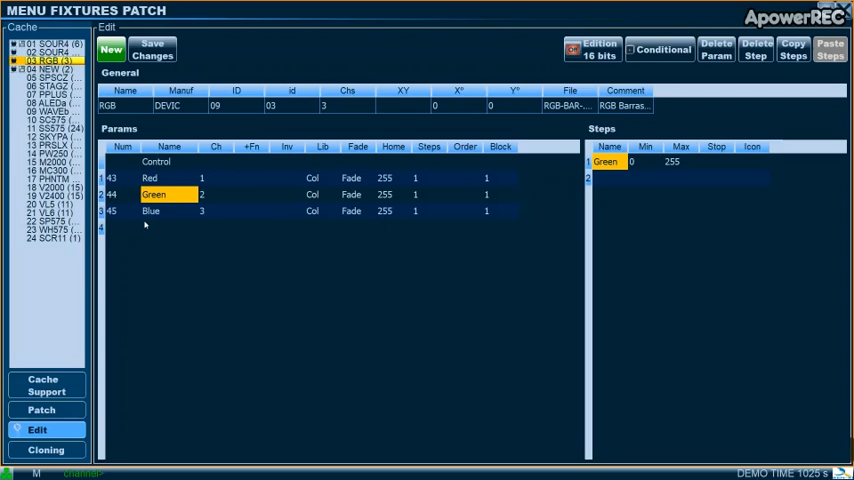 MENU FIXTURES PATCH
ApowerREC
Cache
01 SOUR4 (6)
02 SOUR4 ...
03 RGB (3)
04 NEW (2)
05 SPSCZ
06 STAGZ (...
07 PPLUS (...
08 ALEDa (...
09 WAVEb ...
10 SC575 (...
11 SS575 (24)
12 SKYPA (...
13 PRSLX (...
14 PW250 (...
15 M2000 (...
16 MC300 (...
17 PHNTM ...
18 V2000 (15)
19 V2400 (15)
20 VL5 (11)
21 VL6 (11)
22 SP575 (...
23 WH575 (...
24 SCR11 (1)
Cache
Support
Patch
Edit
Cloning
Edit
New
Save
Changes
Edition
16 bits
Conditional
Delete
Param
Delete
Step
Copy
Steps
Paste
Steps
General
Name Manuf ID id Chs XY Xº Yº File Comment
RGB DEVIC 09 03 3 0 0 RGB-BAR-... RGB Barras...
Params
Num Name Ch +Fn Inv Lib Fade Home Steps Order Block
Control
1 43 Red 1 Col Fade 255 1 1
2 44 Green 2 Col Fade 255 1 1
3 45 Blue 3 Col Fade 255 1 1
4
Steps
Name Min Max Stop Icon
1 Green 0 255
2
M channel>
DEMO TIME 1025 s